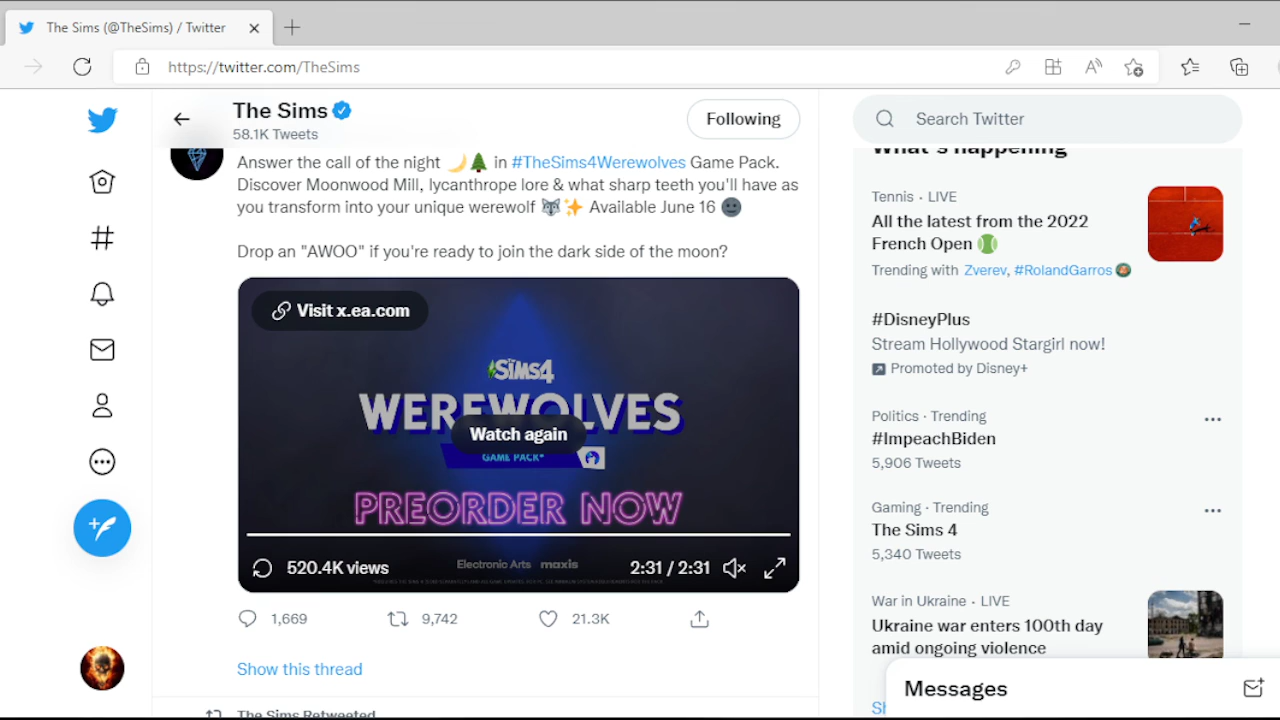 The Sims (@TheSims) / Twitter
https://twitter.com/TheSims
The Sims
58.1K Tweets
Following
Search Twitter
Answer the call of the night 🌙🌲 in #TheSims4Werewolves Game Pack.
Discover Moonwood Mill, lycanthrope lore & what sharp teeth you'll have as
you transform into your unique werewolf 🐺✨ Available June 16 🌚
Drop an "AWOO" if you're ready to join the dark side of the moon?
Visit x.ea.com
THE SIMS4
WEREWOLVES
Watch again
GAME PACK*
PREORDER NOW
Electronic Arts maxis
520.4K views
2:31 / 2:31
1,669
9,742
21.3K
Show this thread
The Sims Retweeted
What's happening
Tennis · LIVE
All the latest from the 2022
French Open 🎾
Trending with Zverev, #RolandGarros
#DisneyPlus
Stream Hollywood Stargirl now!
Promoted by Disney+
Politics · Trending
#ImpeachBiden
5,906 Tweets
Gaming · Trending
The Sims 4
5,340 Tweets
War in Ukraine · LIVE
Ukraine war enters 100th day
amid ongoing violence
Messages